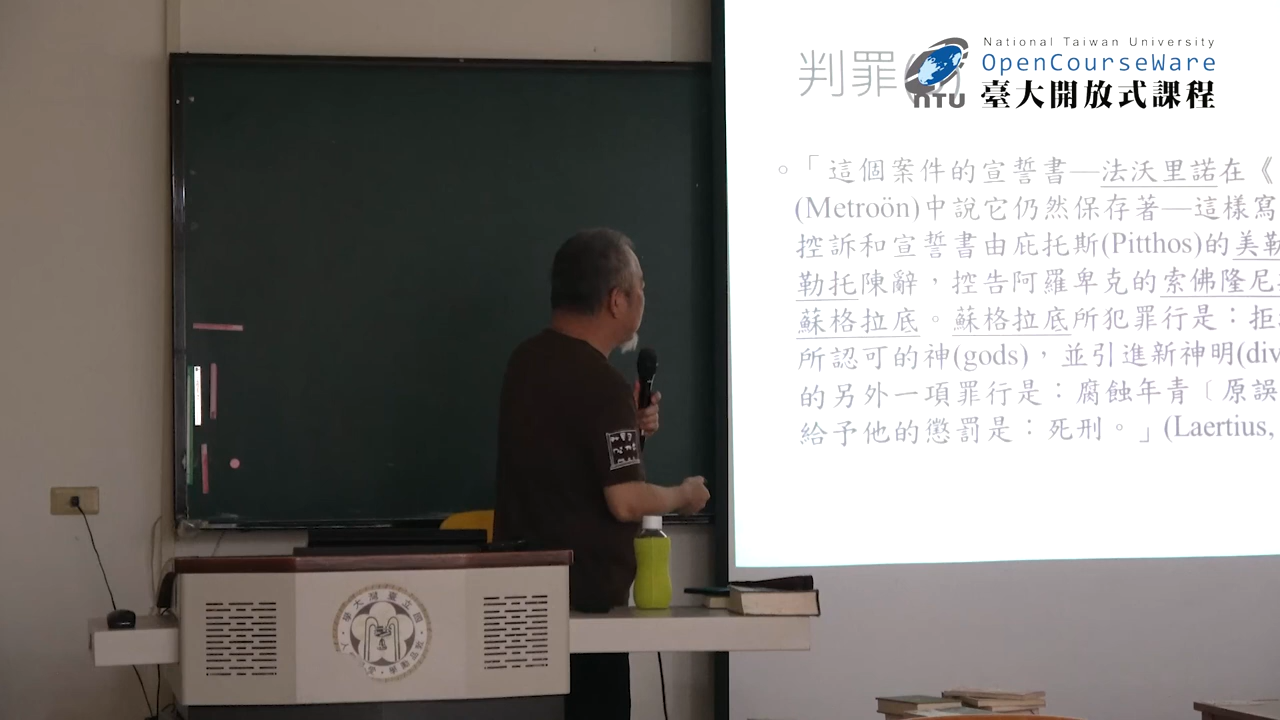 判罪
National Taiwan University
OpenCourseWare
NTU
臺大開放式課程
。「這個案件的宣誓書—法沃里諾在《
(Metroön)中說它仍然保存著—這樣寫
控訴和宣誓書由庇托斯(Pitthos)的美勒
勒托陳辭，控告阿羅卑克的索佛隆尼
蘇格拉底。蘇格拉底所犯罪行是：拒
所認可的神(gods)，並引進新神明(div
的另外一項罪行是：腐蝕年青〔原誤
給予他的懲罰是：死刑。」(Laertius,